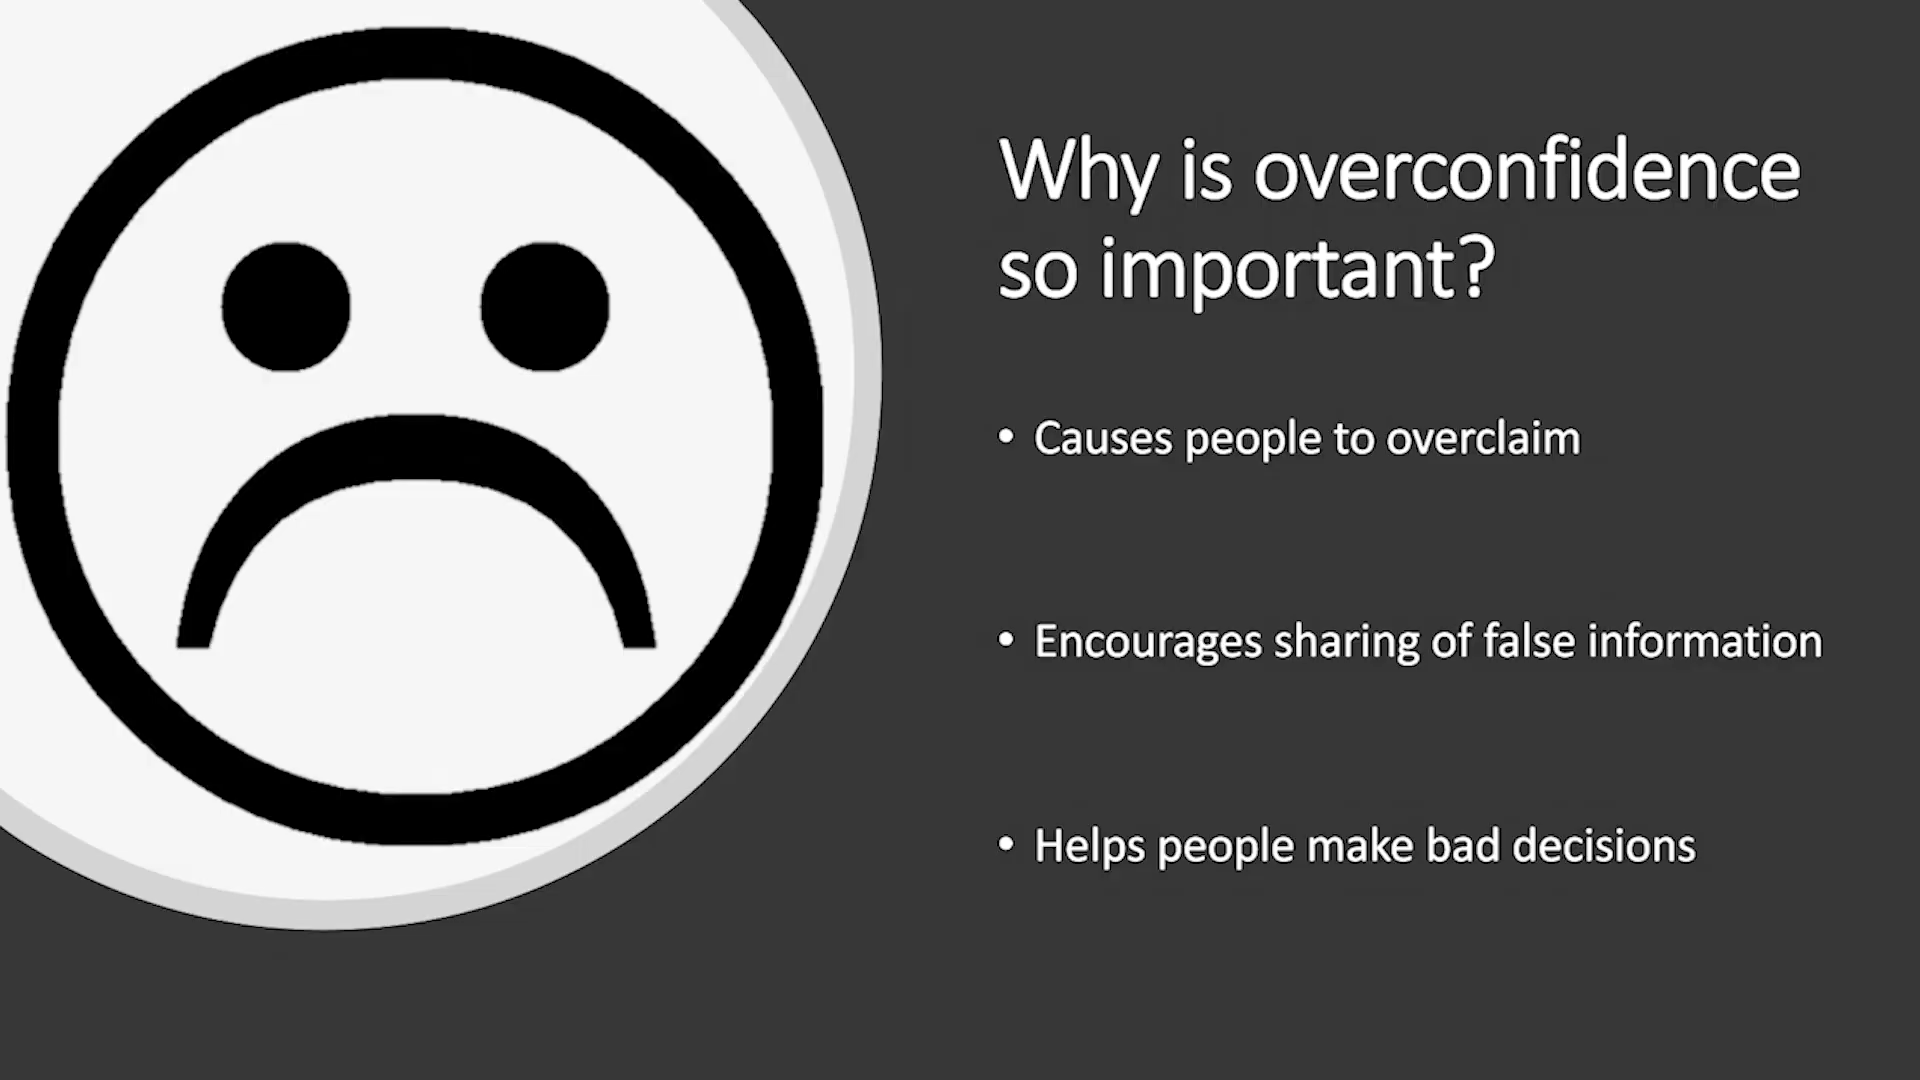 Why is overconfidence
so important?
• Causes people to overclaim
• Encourages sharing of false information
• Helps people make bad decisions